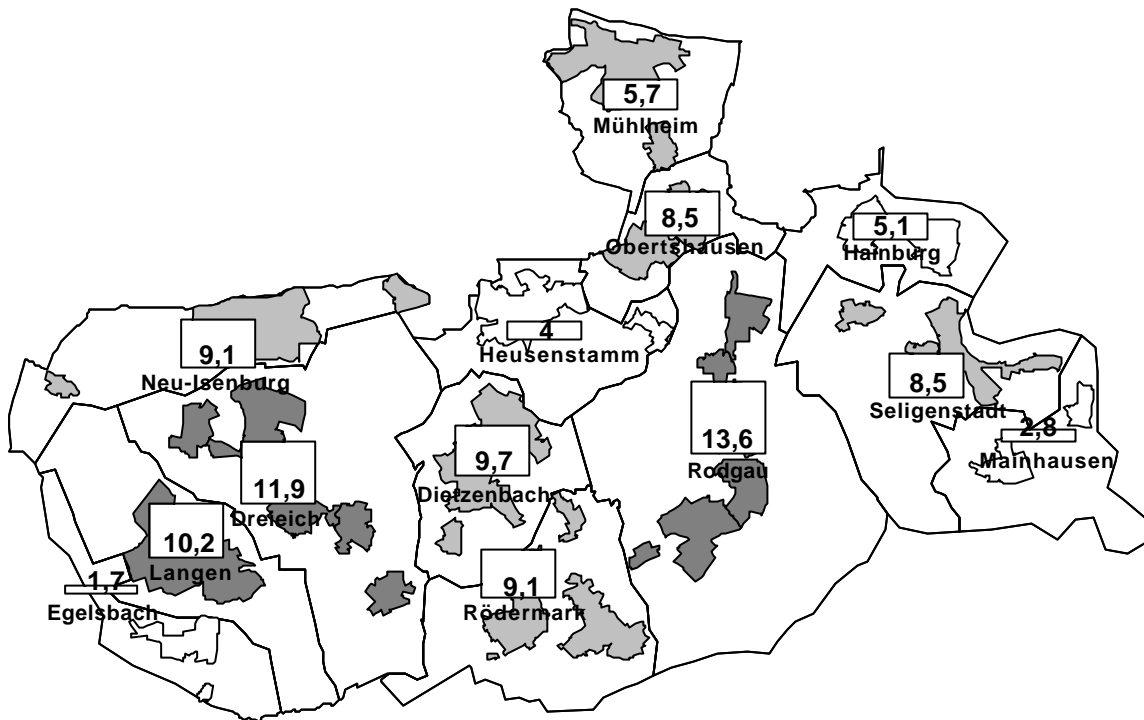 5,7
Mühlheim
8,5
Obertshausen
5,1
Hainburg
4
Heusenstamm
9,1
Neu-Isenburg
8,5
Seligenstadt
13,6
Rodgau
2,8
Mainhausen
9,7
Dietzenbach
11,9
Dreieich
10,2
Langen
1,7
Egelsbach
9,1
Rödermark